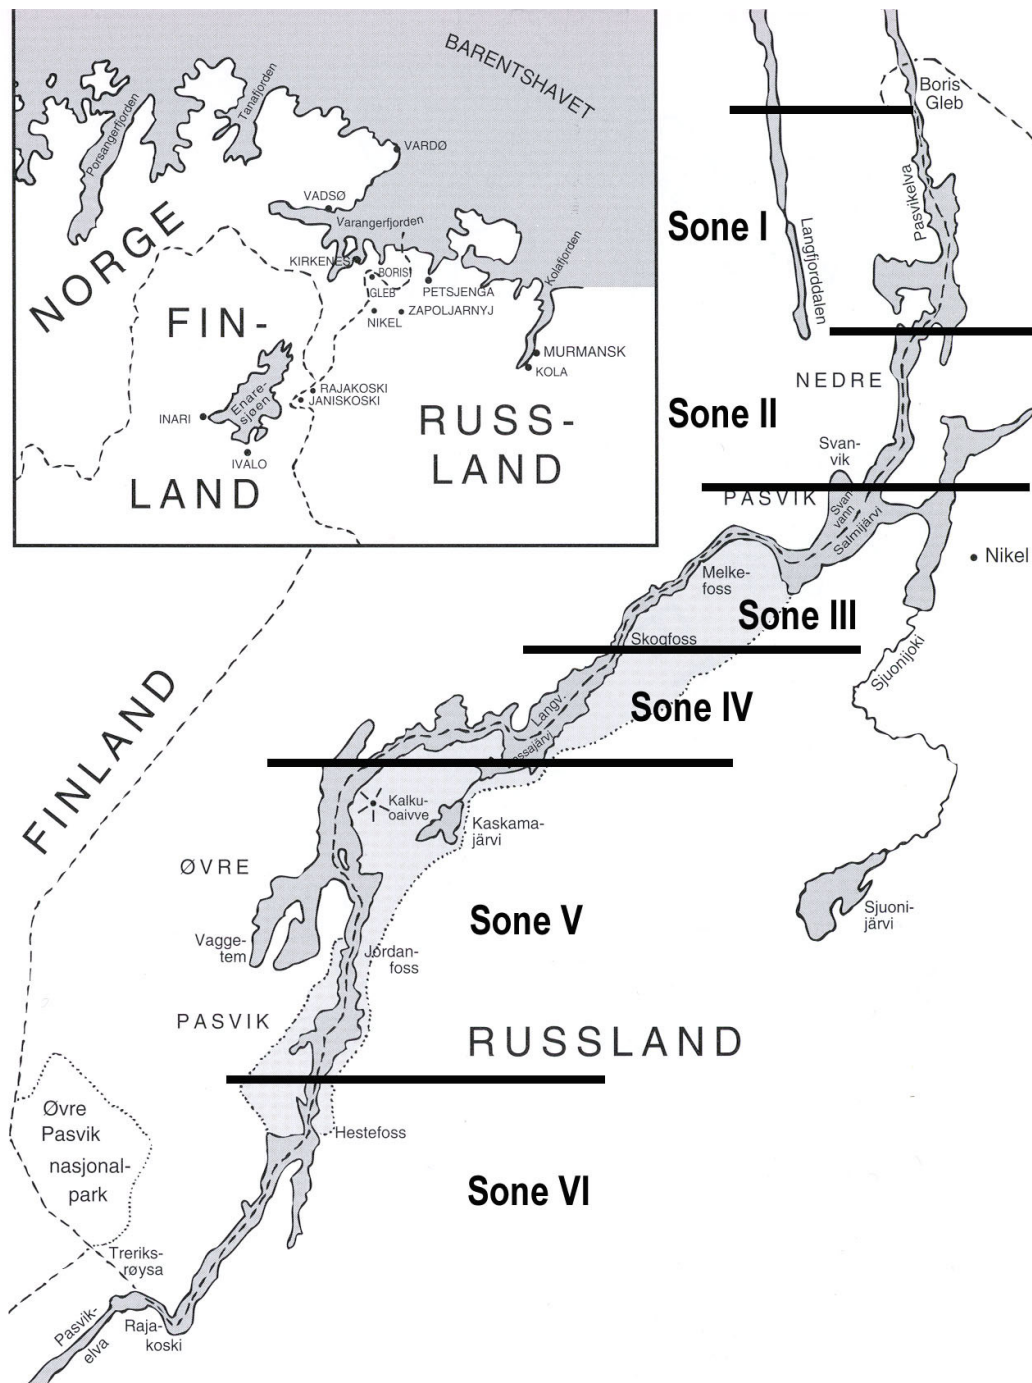 BARENTSHAVET
Porsangerfjorden
Tanafjorden
VARDØ
VADSØ
Varangerfjorden
NORGE
KIRKENES
BORIS
GLEB
PETSJENGA
Kolafjorden
NIKEL
ZAPOLJARNYJ
FIN-
LAND
MURMANSK
KOLA
RAJAKOSKI
JANISKOSKI
Enare-
sjøen
INARI
IVALO
RUSS-
LAND
Boris
Gleb
Pasvikelva
Langfjorddalen
Sone I
NEDRE
PASVIK
Sone II
Svan-
vik
Svan-
vann
Salmijärvi
Nikel
Melke-
foss
Sone III
Skogfoss
Sjuonijoki
Sone IV
Langv.
FINLAND
Kalku-
oaivve
Kaskama-
järvi
ØVRE
PASVIK
Sone V
Sjuoni-
järvi
Vagge-
tem
Jordan-
foss
RUSSLAND
Øvre
Pasvik
nasjonal-
park
Hestefoss
Sone VI
Treriks-
røysa
Pasvik-
elva
Raja-
koski